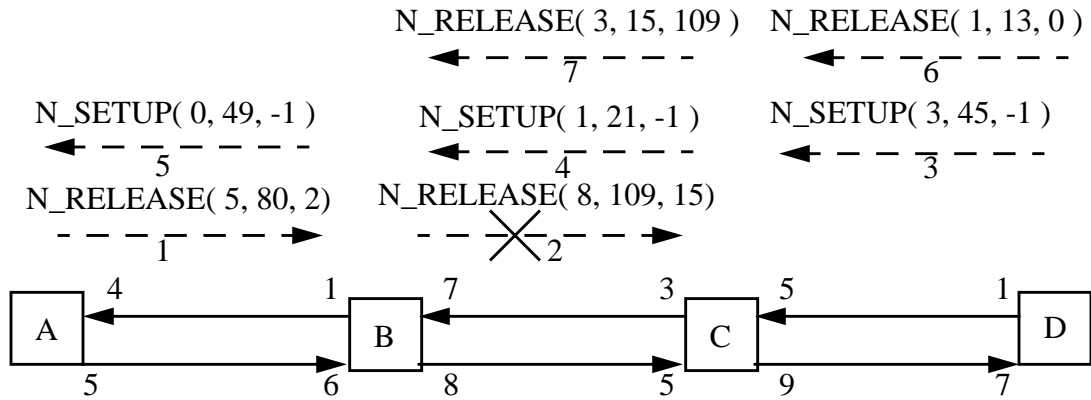 N_RELEASE( 3, 15, 109 ) N_RELEASE( 1, 13, 0 )
7 6
N_SETUP( 0, 49, -1 ) N_SETUP( 1, 21, -1 ) N_SETUP( 3, 45, -1 )
5 4 3
N_RELEASE( 5, 80, 2) N_RELEASE( 8, 109, 15)
1 2
4 1 7 3 5 1
A B C D
5 6 8 5 9 7